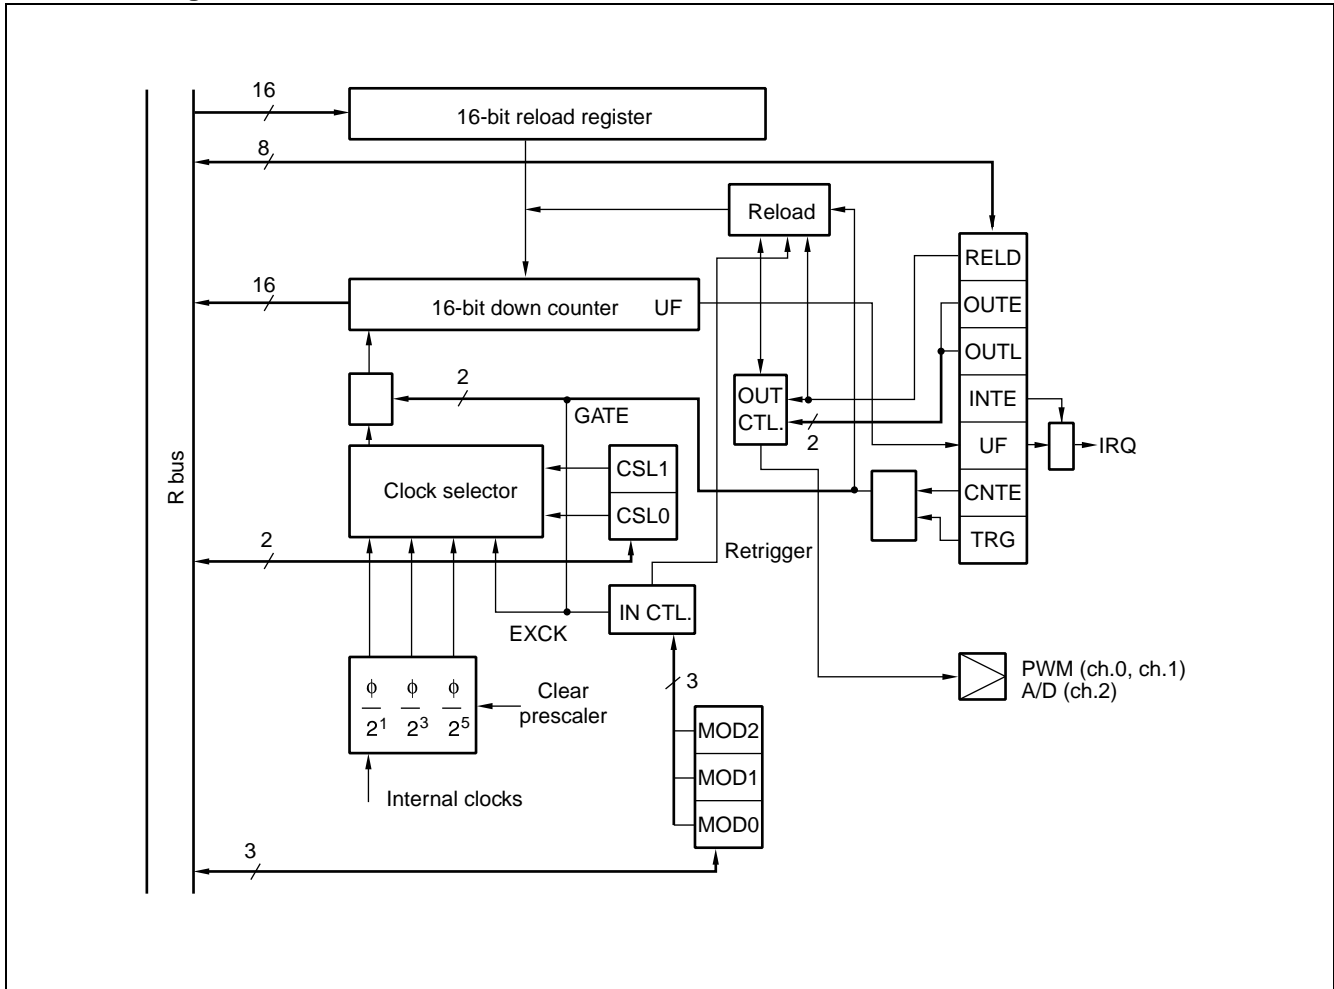 16
16-bit reload register
8
Reload
RELD
16
16-bit down counter UF
OUTE
OUTL
2
OUT
CTL.
INTE
GATE
2
UF
IRQ
CSL1
Clock selector
CSL0
CNTE
R bus
TRG
2
Retrigger
IN CTL.
EXCK
3
PWM (ch.0, ch.1)
A/D (ch.2)
ϕ ϕ ϕ
2¹ 2³ 2⁵
Clear
prescaler
MOD2
MOD1
MOD0
Internal clocks
3